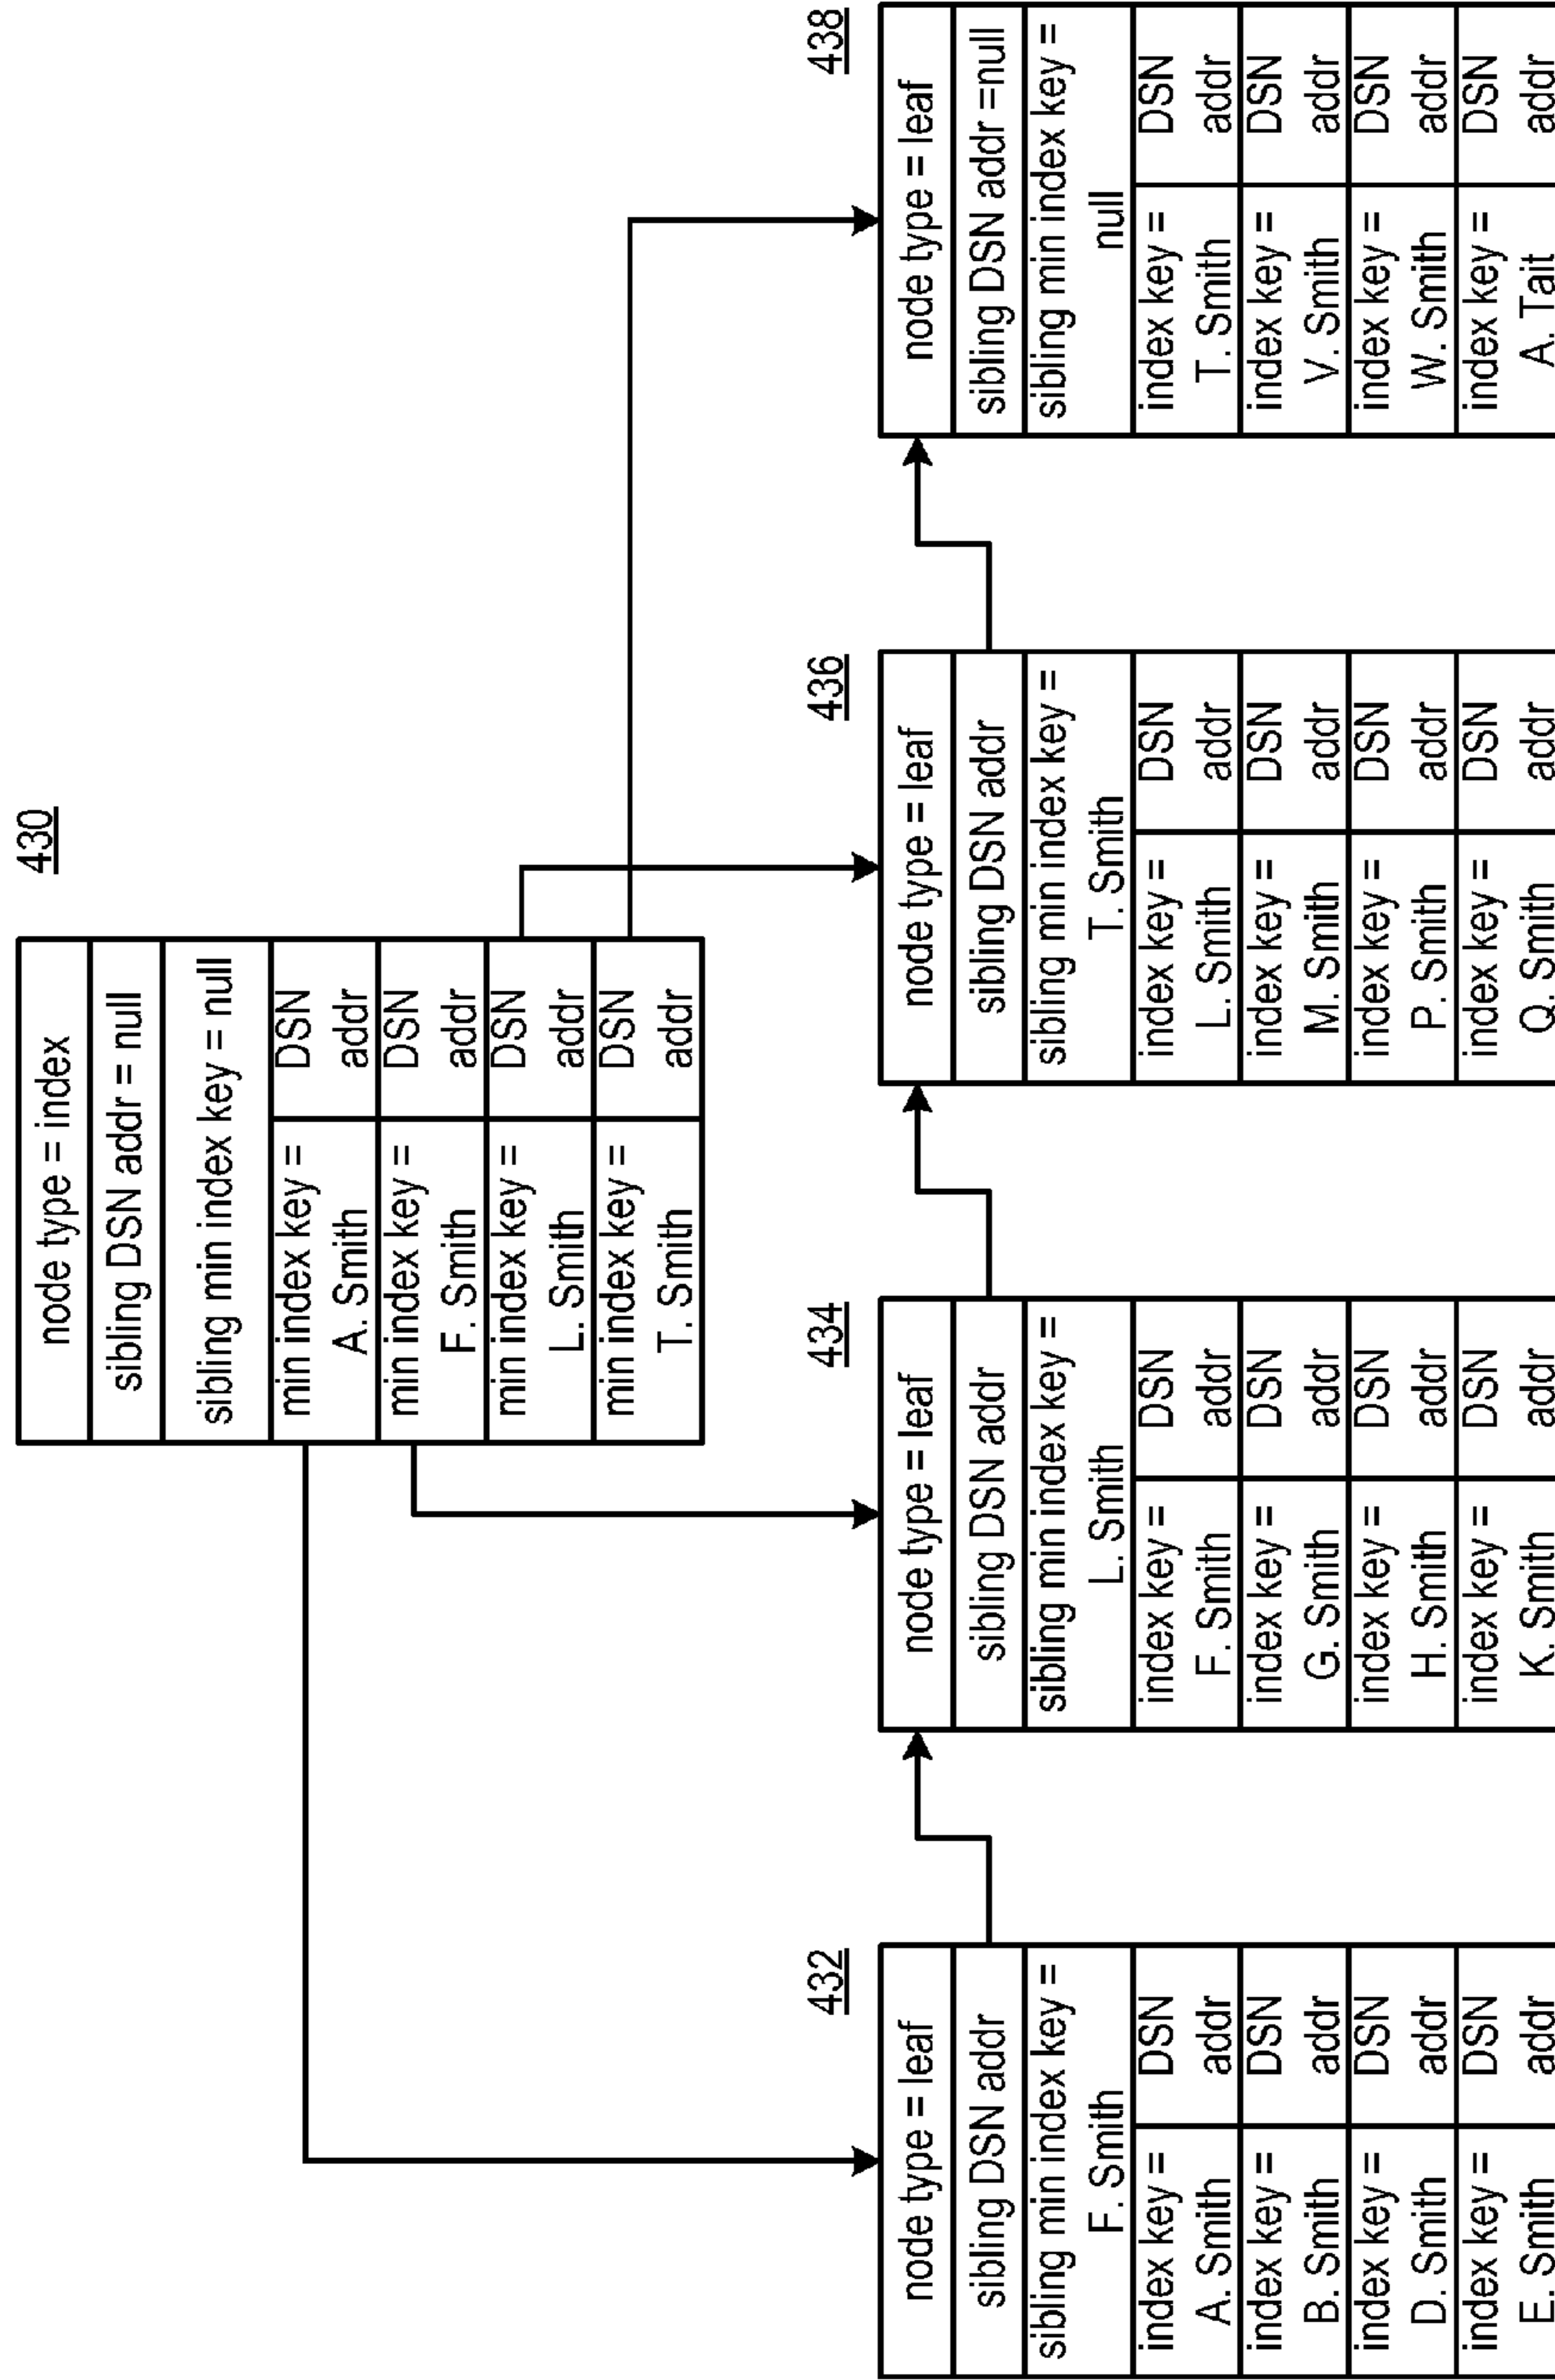 430
node type = index
sibling DSN addr = null
sibling min index key = null
min index key = DSN
A. Smith addr
min index key = DSN
F. Smith addr
min index key = DSN
L. Smith addr
min index key = DSN
T. Smith addr
432
node type = leaf
sibling DSN addr
sibling min index key =
F. Smith
index key = DSN
A. Smith addr
index key = DSN
B. Smith addr
index key = DSN
D. Smith addr
index key = DSN
E. Smith addr
434
node type = leaf
sibling DSN addr
sibling min index key =
L. Smith
index key = DSN
F. Smith addr
index key = DSN
G. Smith addr
index key = DSN
H. Smith addr
index key = DSN
K. Smith addr
436
node type = leaf
sibling DSN addr
sibling min index key =
T. Smith
index key = DSN
L. Smith addr
index key = DSN
M. Smith addr
index key = DSN
P. Smith addr
index key = DSN
Q. Smith addr
438
node type = leaf
sibling DSN addr =null
sibling min index key =
null
index key = DSN
T. Smith addr
index key = DSN
V. Smith addr
index key = DSN
W. Smith addr
index key = DSN
A. Tait addr